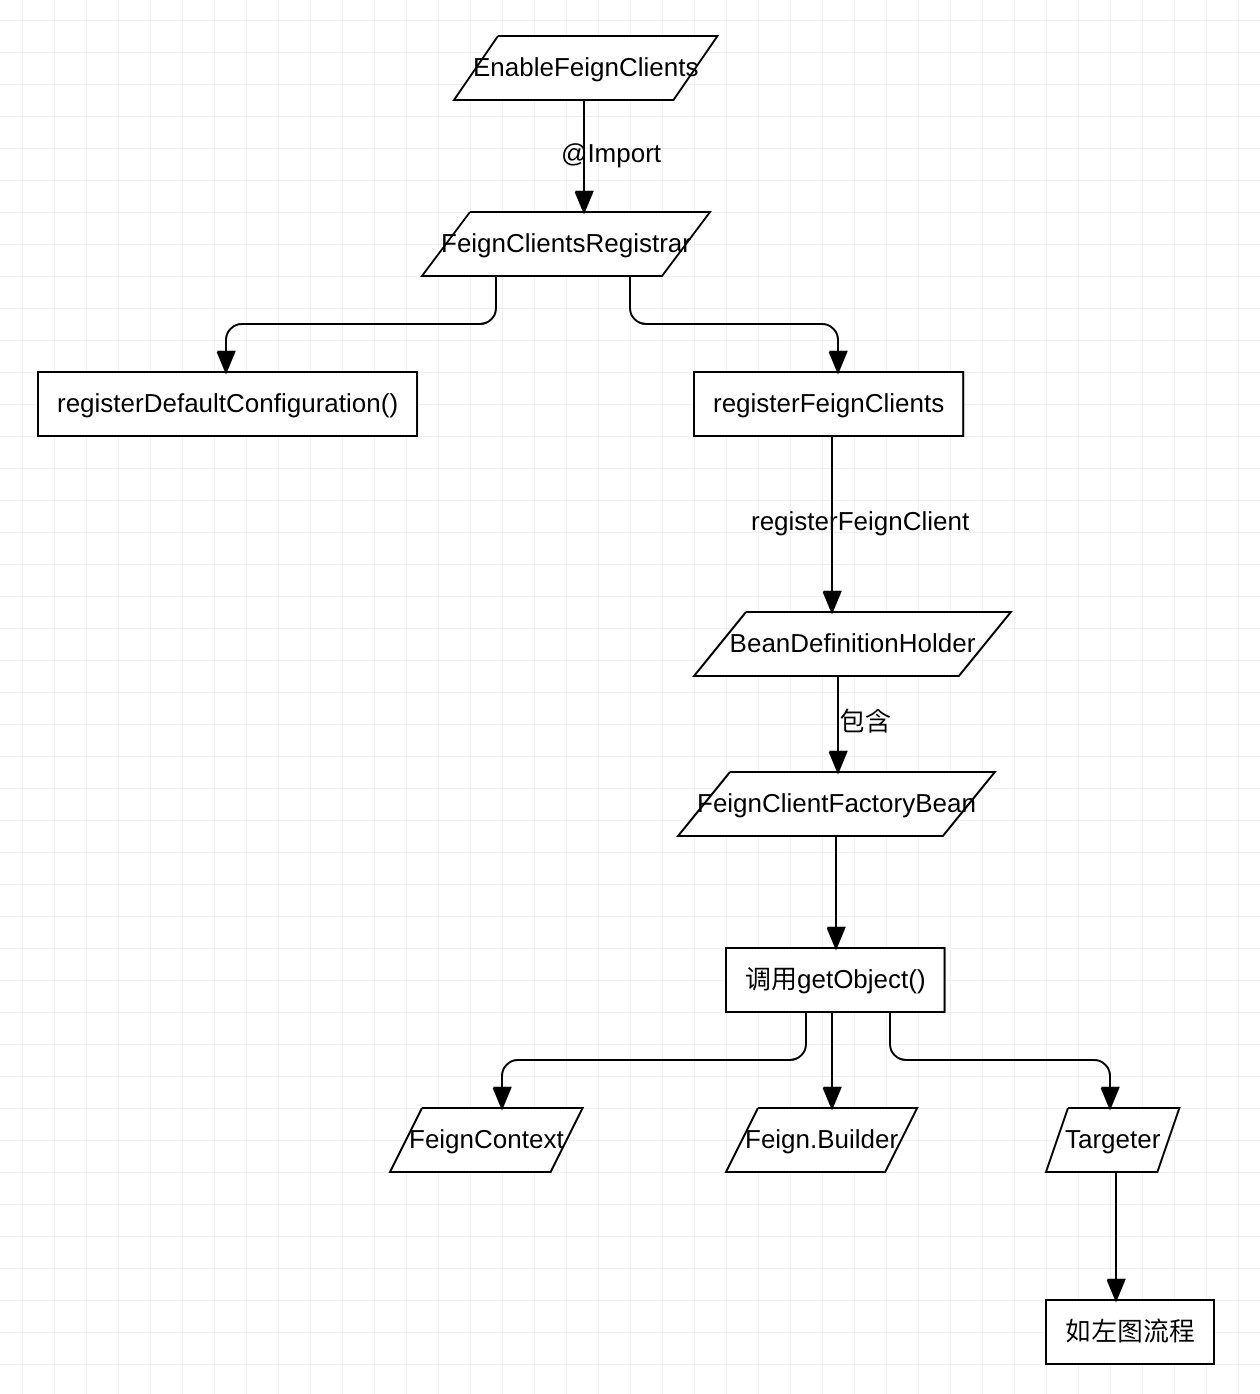 EnableFeignClients
@Import
FeignClientsRegistrar
registerDefaultConfiguration()
registerFeignClients
registerFeignClient
BeanDefinitionHolder
包含
FeignClientFactoryBean
调用getObject()
FeignContext
Feign.Builder
Targeter
如左图流程